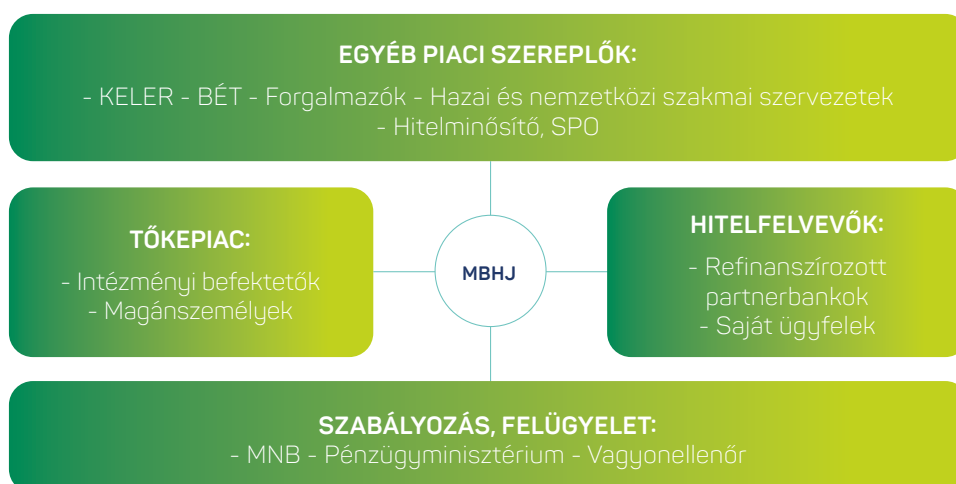 EGYÉB PIACI SZEREPLŐK:
- KELER - BÉT - Forgalmazók - Hazai és nemzetközi szakmai szervezetek
- Hitelminősítő, SPO
TŐKEPIAC:
- Intézményi befektetők
- Magánszemélyek
MBHJ
HITELFELVEVŐK:
- Refinanszírozott
partnerbankok
- Saját ügyfelek
SZABÁLYOZÁS, FELÜGYELET:
- MNB - Pénzügyminisztérium - Vagyonellenőr